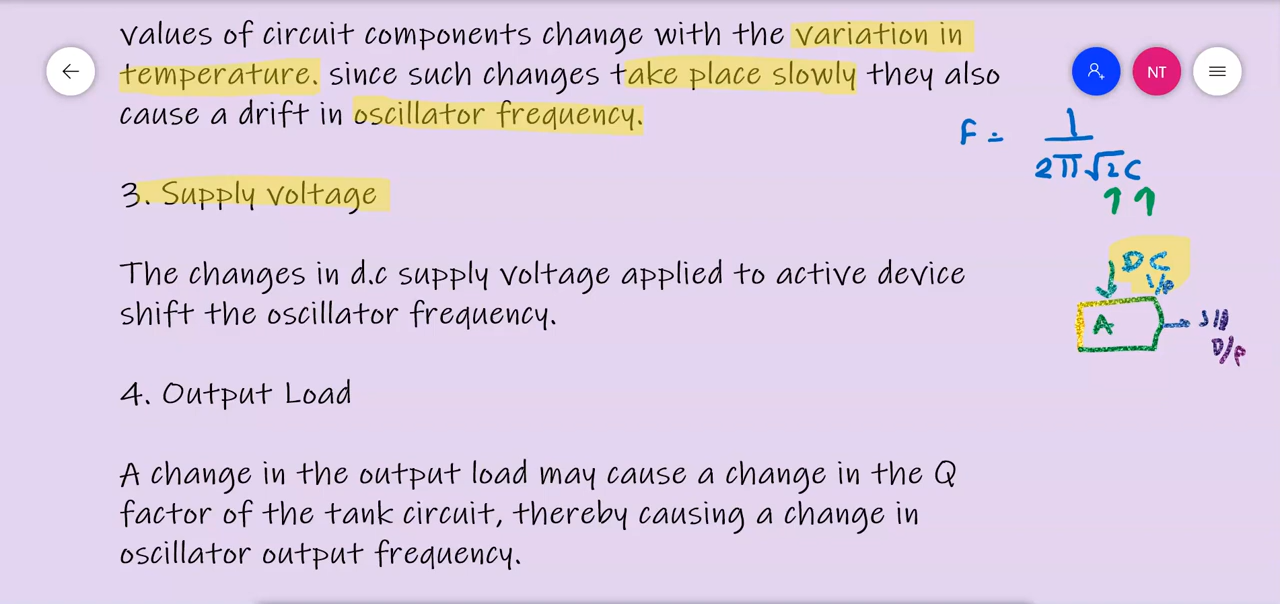 values of circuit components change with the variation in
temperature. since such changes take place slowly they also
cause a drift in oscillator frequency.
NT
F = 1
2π√2C
3. Supply voltage
The changes in d.c supply voltage applied to active device
shift the oscillator frequency.
DC
I/P
A
O/P
4. Output Load
A change in the output load may cause a change in the Q
factor of the tank circuit, thereby causing a change in
oscillator output frequency.